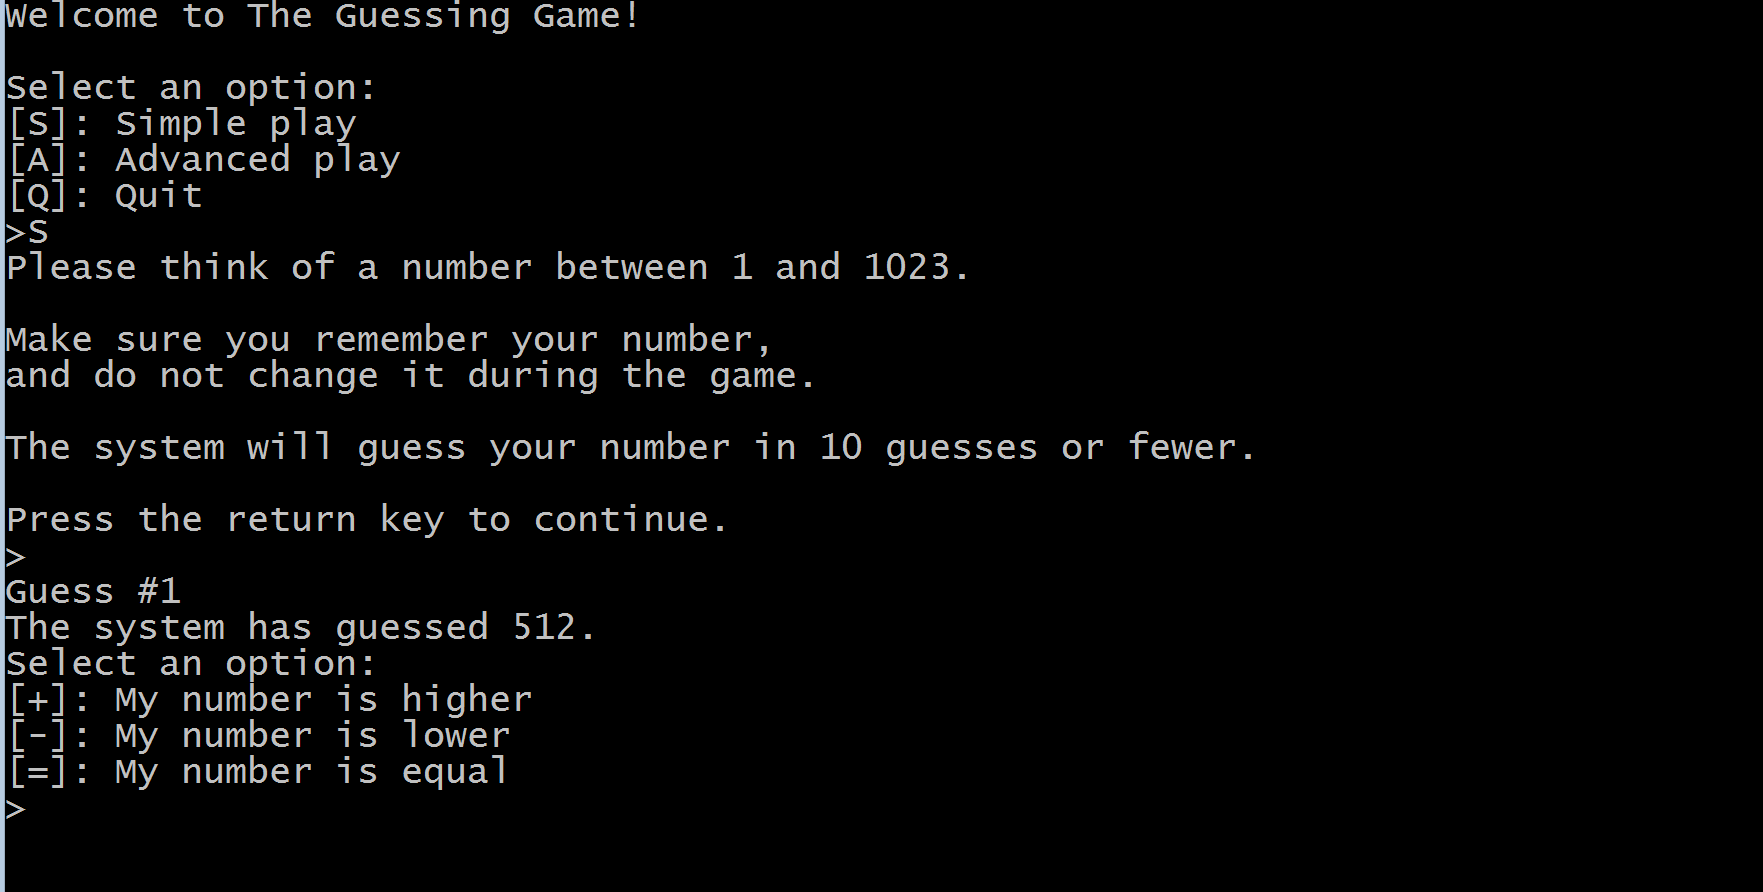 Welcome to The Guessing Game!
Select an option:
[S]: Simple play
[A]: Advanced play
[Q]: Quit
>S
Please think of a number between 1 and 1023.
Make sure you remember your number,
and do not change it during the game.
The system will guess your number in 10 guesses or fewer.
Press the return key to continue.
>
Guess #1
The system has guessed 512.
Select an option:
[+]: My number is higher
[-]: My number is lower
[=]: My number is equal
>